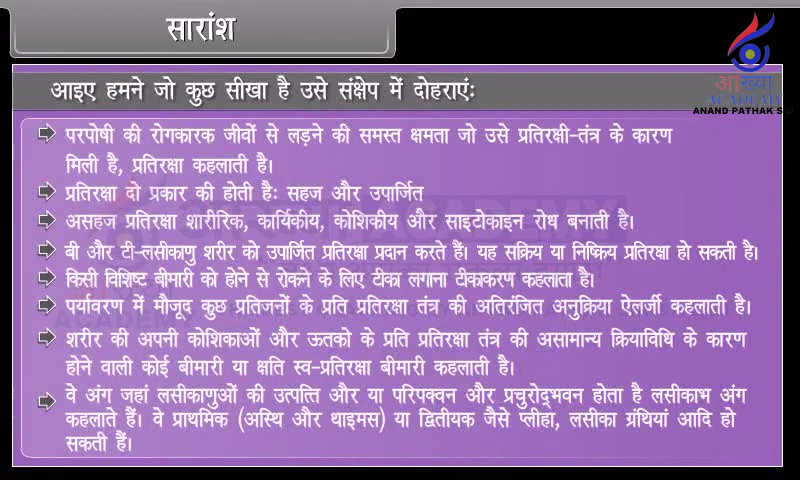 सारांश
आख्या
ACADEMY
ANAND PATHAK SIR
आइए हमने जो कुछ सीखा है उसे संक्षेप में दोहराएं:
परपोषी की रोगकारक जीवों से लड़ने की समस्त क्षमता जो उसे प्रतिरक्षी-तंत्र के कारण
मिली है, प्रतिरक्षा कहलाती है।
प्रतिरक्षा दो प्रकार की होती है: सहज और उपार्जित
असहज प्रतिरक्षा शारीरिक, कार्यिकीय, कोशिकीय और साइटोकाइन रोध बनाती है।
बी और टी-लसीकाणु शरीर को उपार्जित प्रतिरक्षा प्रदान करते हैं। यह सक्रिय या निष्क्रिय प्रतिरक्षा हो सकती है।
किसी विशिष्ट बीमारी को होने से रोकने के लिए टीका लगाना टीकाकरण कहलाता है।
पर्यावरण में मौजूद कुछ प्रतिजनों के प्रति प्रतिरक्षा तंत्र की अतिरंजित अनुक्रिया ऐलर्जी कहलाती है।
शरीर की अपनी कोशिकाओं और ऊतको के प्रति प्रतिरक्षा तंत्र की असामान्य क्रियाविधि के कारण
होने वाली कोई बीमारी या क्षति स्व-प्रतिरक्षा बीमारी कहलाती है।
वे अंग जहां लसीकाणुओं की उत्पत्ति और या परिपक्वन और प्रचुरोद्भवन होता है लसीकाभ अंग
कहलाते हैं। वे प्राथमिक (अस्थि और थाइमस) या द्वितीयक जैसे प्लीहा, लसीका ग्रंथियां आदि हो
सकती हैं।
ACADEMY